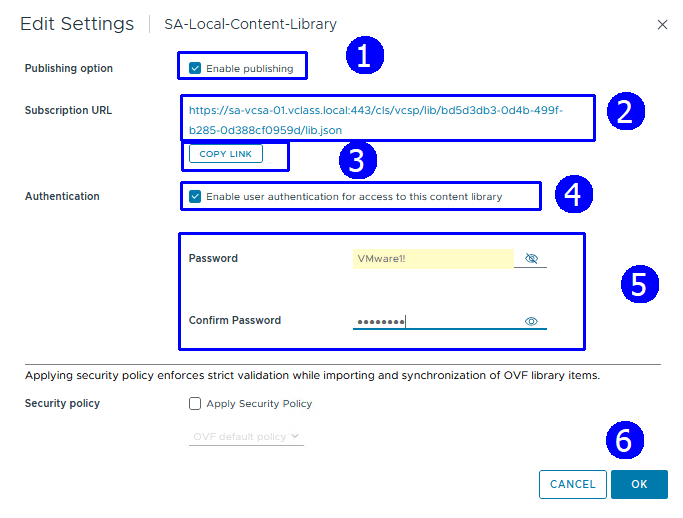 Edit Settings | SA-Local-Content-Library
1
Publishing option Enable publishing
2
Subscription URL https://sa-vcsa-01.vclass.local:443/cls/vcsp/lib/bd5d3db3-0d4b-499f-
b285-0d388cf0959d/lib.json
COPY LINK
3
4
Authentication Enable user authentication for access to this content library
Password VMware1!
5
Confirm Password ••••••••
Applying security policy enforces strict validation while importing and synchronization of OVF library items.
Security policy Apply Security Policy
OVF default policy
6
CANCEL OK